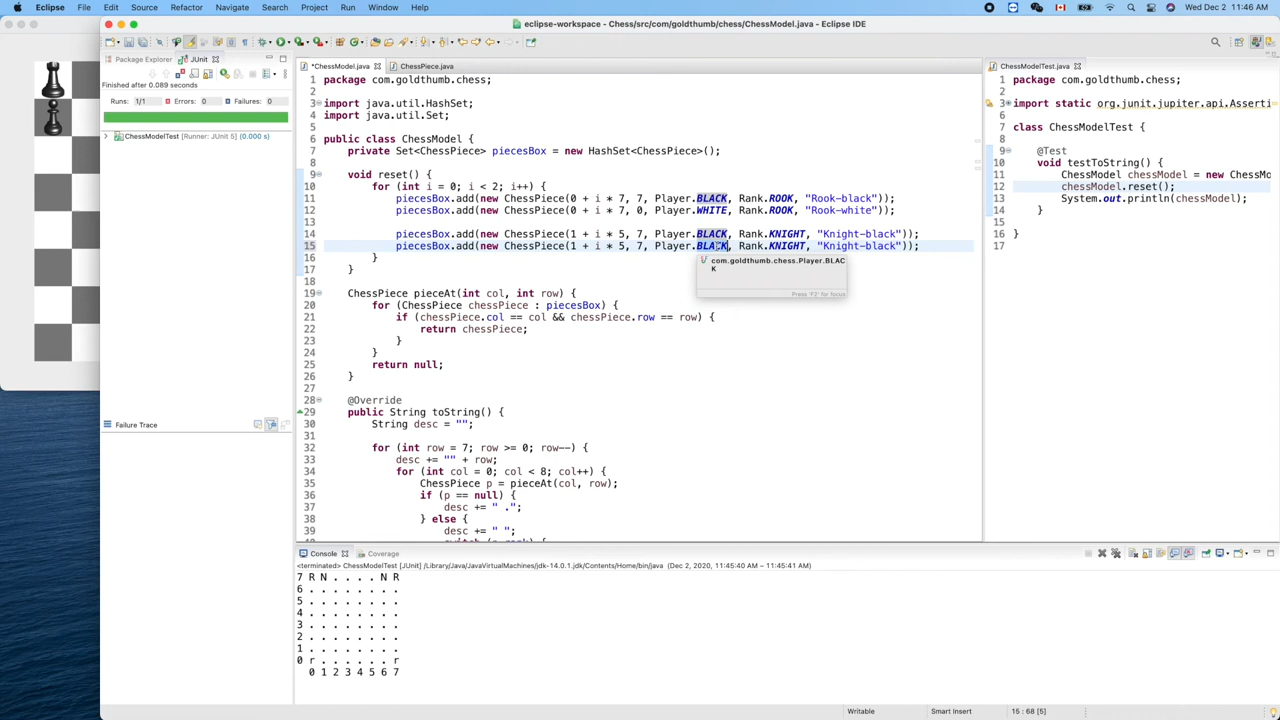 Eclipse File Edit Source Refactor Navigate Search Project Run Window Help Wed Dec 2 11:46 AM
eclipse-workspace - Chess/src/com/goldthumb/chess/ChessModel.java - Eclipse IDE
Package Explorer JUnit
Finished after 0.089 seconds
Runs: 1/1 Errors: 0 Failures: 0
ChessModelTest [Runner: JUnit 5] (0.000 s)
Failure Trace
*ChessModel.java ChessPiece.java
1 package com.goldthumb.chess;
2
3 import java.util.HashSet;
4 import java.util.Set;
5
6 public class ChessModel {
7 private Set<ChessPiece> piecesBox = new HashSet<ChessPiece>();
8
9 void reset() {
10 for (int i = 0; i < 2; i++) {
11 piecesBox.add(new ChessPiece(0 + i * 7, 7, Player.BLACK, Rank.ROOK, "Rook-black"));
12 piecesBox.add(new ChessPiece(0 + i * 7, 0, Player.WHITE, Rank.ROOK, "Rook-white"));
13
14 piecesBox.add(new ChessPiece(1 + i * 5, 7, Player.BLACK, Rank.KNIGHT, "Knight-black"));
15 piecesBox.add(new ChessPiece(1 + i * 5, 7, Player.BLACK, Rank.KNIGHT, "Knight-black"));
16 }
17 }
18
19 ChessPiece pieceAt(int col, int row) {
20 for (ChessPiece chessPiece : piecesBox) {
21 if (chessPiece.col == col && chessPiece.row == row) {
22 return chessPiece;
23 }
24 }
25 return null;
26 }
27
28 @Override
29 public String toString() {
30 String desc = "";
31
32 for (int row = 7; row >= 0; row--) {
33 desc += "" + row;
34 for (int col = 0; col < 8; col++) {
35 ChessPiece p = pieceAt(col, row);
36 if (p == null) {
37 desc += " .";
38 } else {
39 desc += " ";
com.goldthumb.chess.Player.BLAC
K
Press 'F2' for focus
ChessModelTest.java
1 package com.goldthumb.chess;
2
3 import static org.junit.jupiter.api.Asserti
6
7 class ChessModelTest {
8
9 @Test
10 void testToString() {
11 ChessModel chessModel = new ChessMo
12 chessModel.reset();
13 System.out.println(chessModel);
14 }
15
16 }
17
Console Coverage
<terminated> ChessModelTest [JUnit] /Library/Java/JavaVirtualMachines/jdk-14.0.1.jdk/Contents/Home/bin/java (Dec 2, 2020, 11:45:40 AM – 11:45:41 AM)
7 R N . . . . N R
6 . . . . . . . .
5 . . . . . . . .
4 . . . . . . . .
3 . . . . . . . .
2 . . . . . . . .
1 . . . . . . . .
0 r . . . . . . r
0 1 2 3 4 5 6 7
Writable Smart Insert 15 : 68 [5]